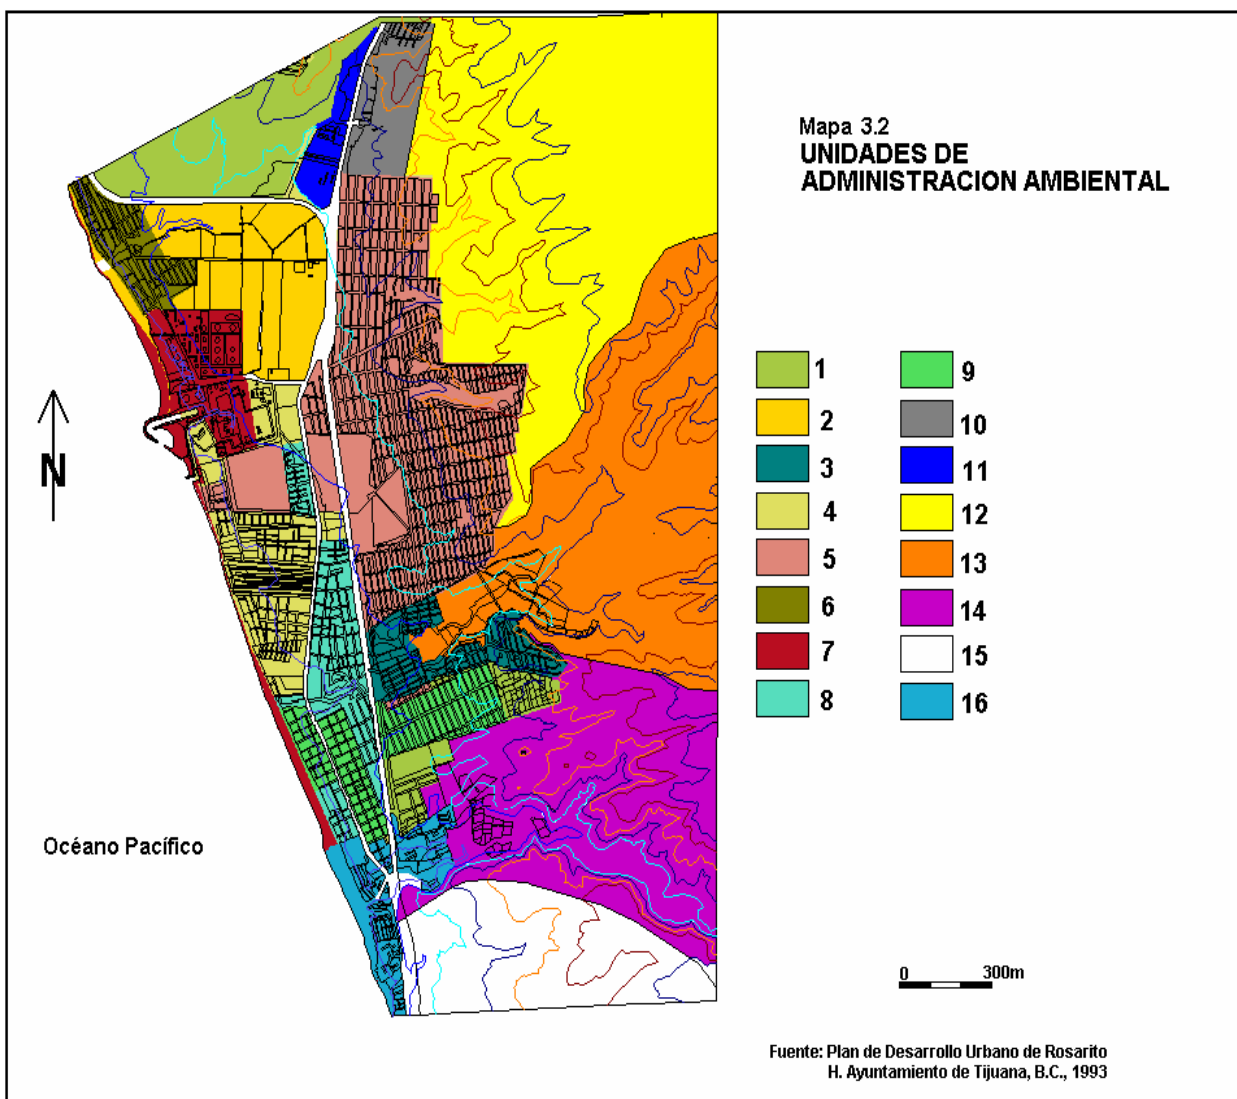 Mapa 3.2
UNIDADES DE
ADMINISTRACION AMBIENTAL
1
2
3
4
5
6
7
8
9
10
11
12
13
14
15
16
N
Océano Pacífico
0 300m
Fuente: Plan de Desarrollo Urbano de Rosarito
H. Ayuntamiento de Tijuana, B.C., 1993